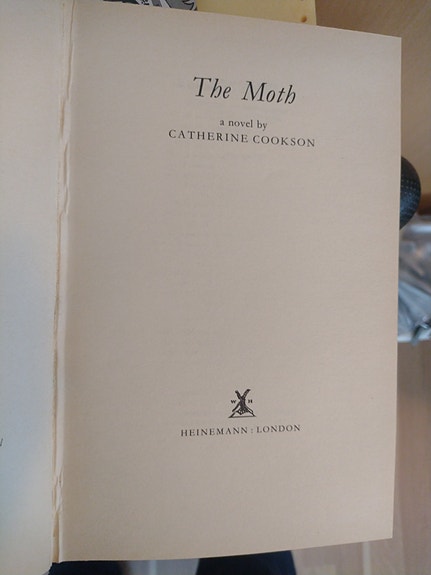 The Moth
a novel by
CATHERINE COOKSON
W H
HEINEMANN : LONDON